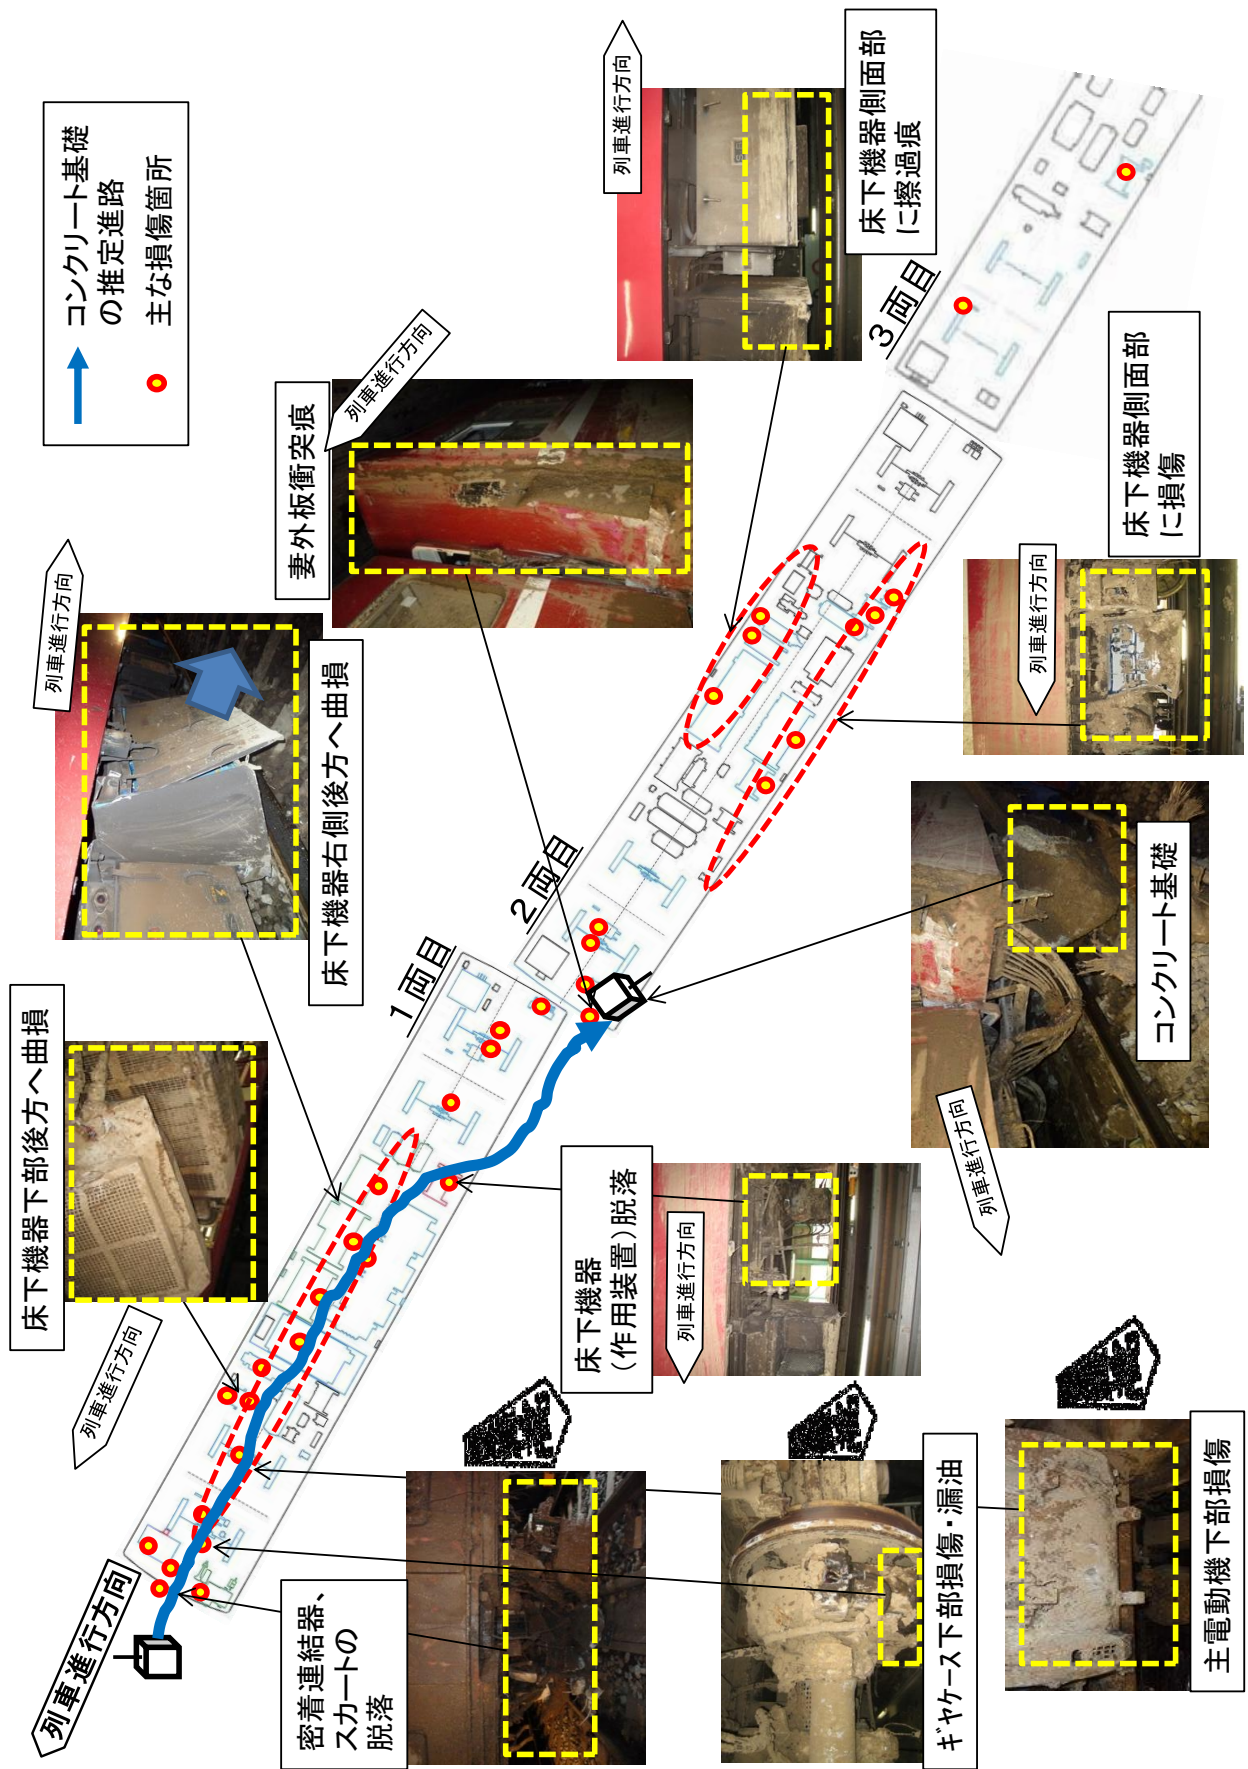 列車進行方向
床下機器下部後方へ曲損
列車進行方向
列車進行方向
床下機器右側後方へ曲損
コンクリート基礎
の推定進路
主な損傷箇所
妻外板衝突痕
列車進行方向
列車進行方向
床下機器側面部
に擦過痕
1両目
2両目
3両目
密着連結器、
スカートの
脱落
床下機器
(作用装置)脱落
列車進行方向
ギヤケース下部損傷・漏油
主電動機下部損傷
列車進行方向
コンクリート基礎
列車進行方向
床下機器側面部
に損傷